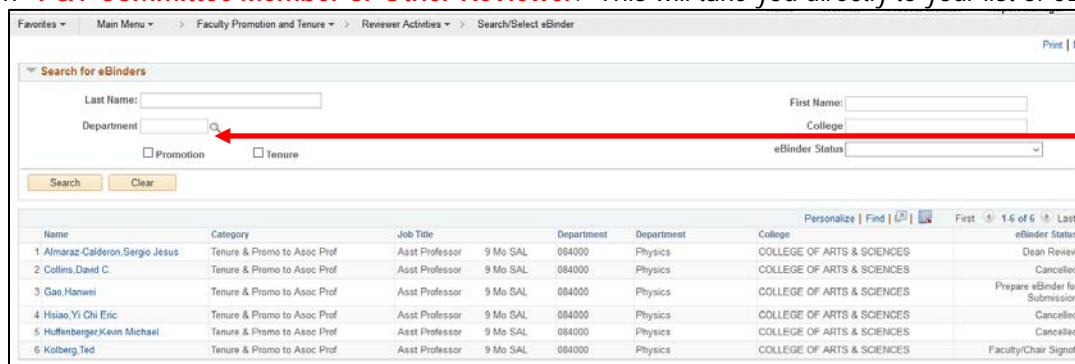 P&T Committee Member or Other Reviewer. This will take you directly to your list of
Favorites Main Menu > Faculty Promotion and Tenure > Reviewer Activities > Search/Select eBinder
Print |
Search for eBinders
Last Name: First Name:
Department College
Promotion Tenure eBinder Status
Search Clear
Personalize | Find | | First 1-6 of 6 Last
Name Category Job Title Department Department College eBinder Status
1 Almaraz-Calderon,Sergio Jesus Tenure & Promo to Asoc Prof Asst Professor 9 Mo SAL 084000 Physics COLLEGE OF ARTS & SCIENCES Dean Review
2 Collins,David C. Tenure & Promo to Asoc Prof Asst Professor 9 Mo SAL 084000 Physics COLLEGE OF ARTS & SCIENCES Cancelled
3 Gao,Hanwei Tenure & Promo to Asoc Prof Asst Professor 9 Mo SAL 084000 Physics COLLEGE OF ARTS & SCIENCES Prepare eBinder for
Submission
4 Hsiao,Yi Chi Eric Tenure & Promo to Asoc Prof Asst Professor 9 Mo SAL 084000 Physics COLLEGE OF ARTS & SCIENCES Cancelled
5 Huffenberger,Kevin Michael Tenure & Promo to Asoc Prof Asst Professor 9 Mo SAL 084000 Physics COLLEGE OF ARTS & SCIENCES Cancelled
6 Kolberg,Ted Tenure & Promo to Asoc Prof Asst Professor 9 Mo SAL 084000 Physics COLLEGE OF ARTS & SCIENCES Faculty/Chair Signoff